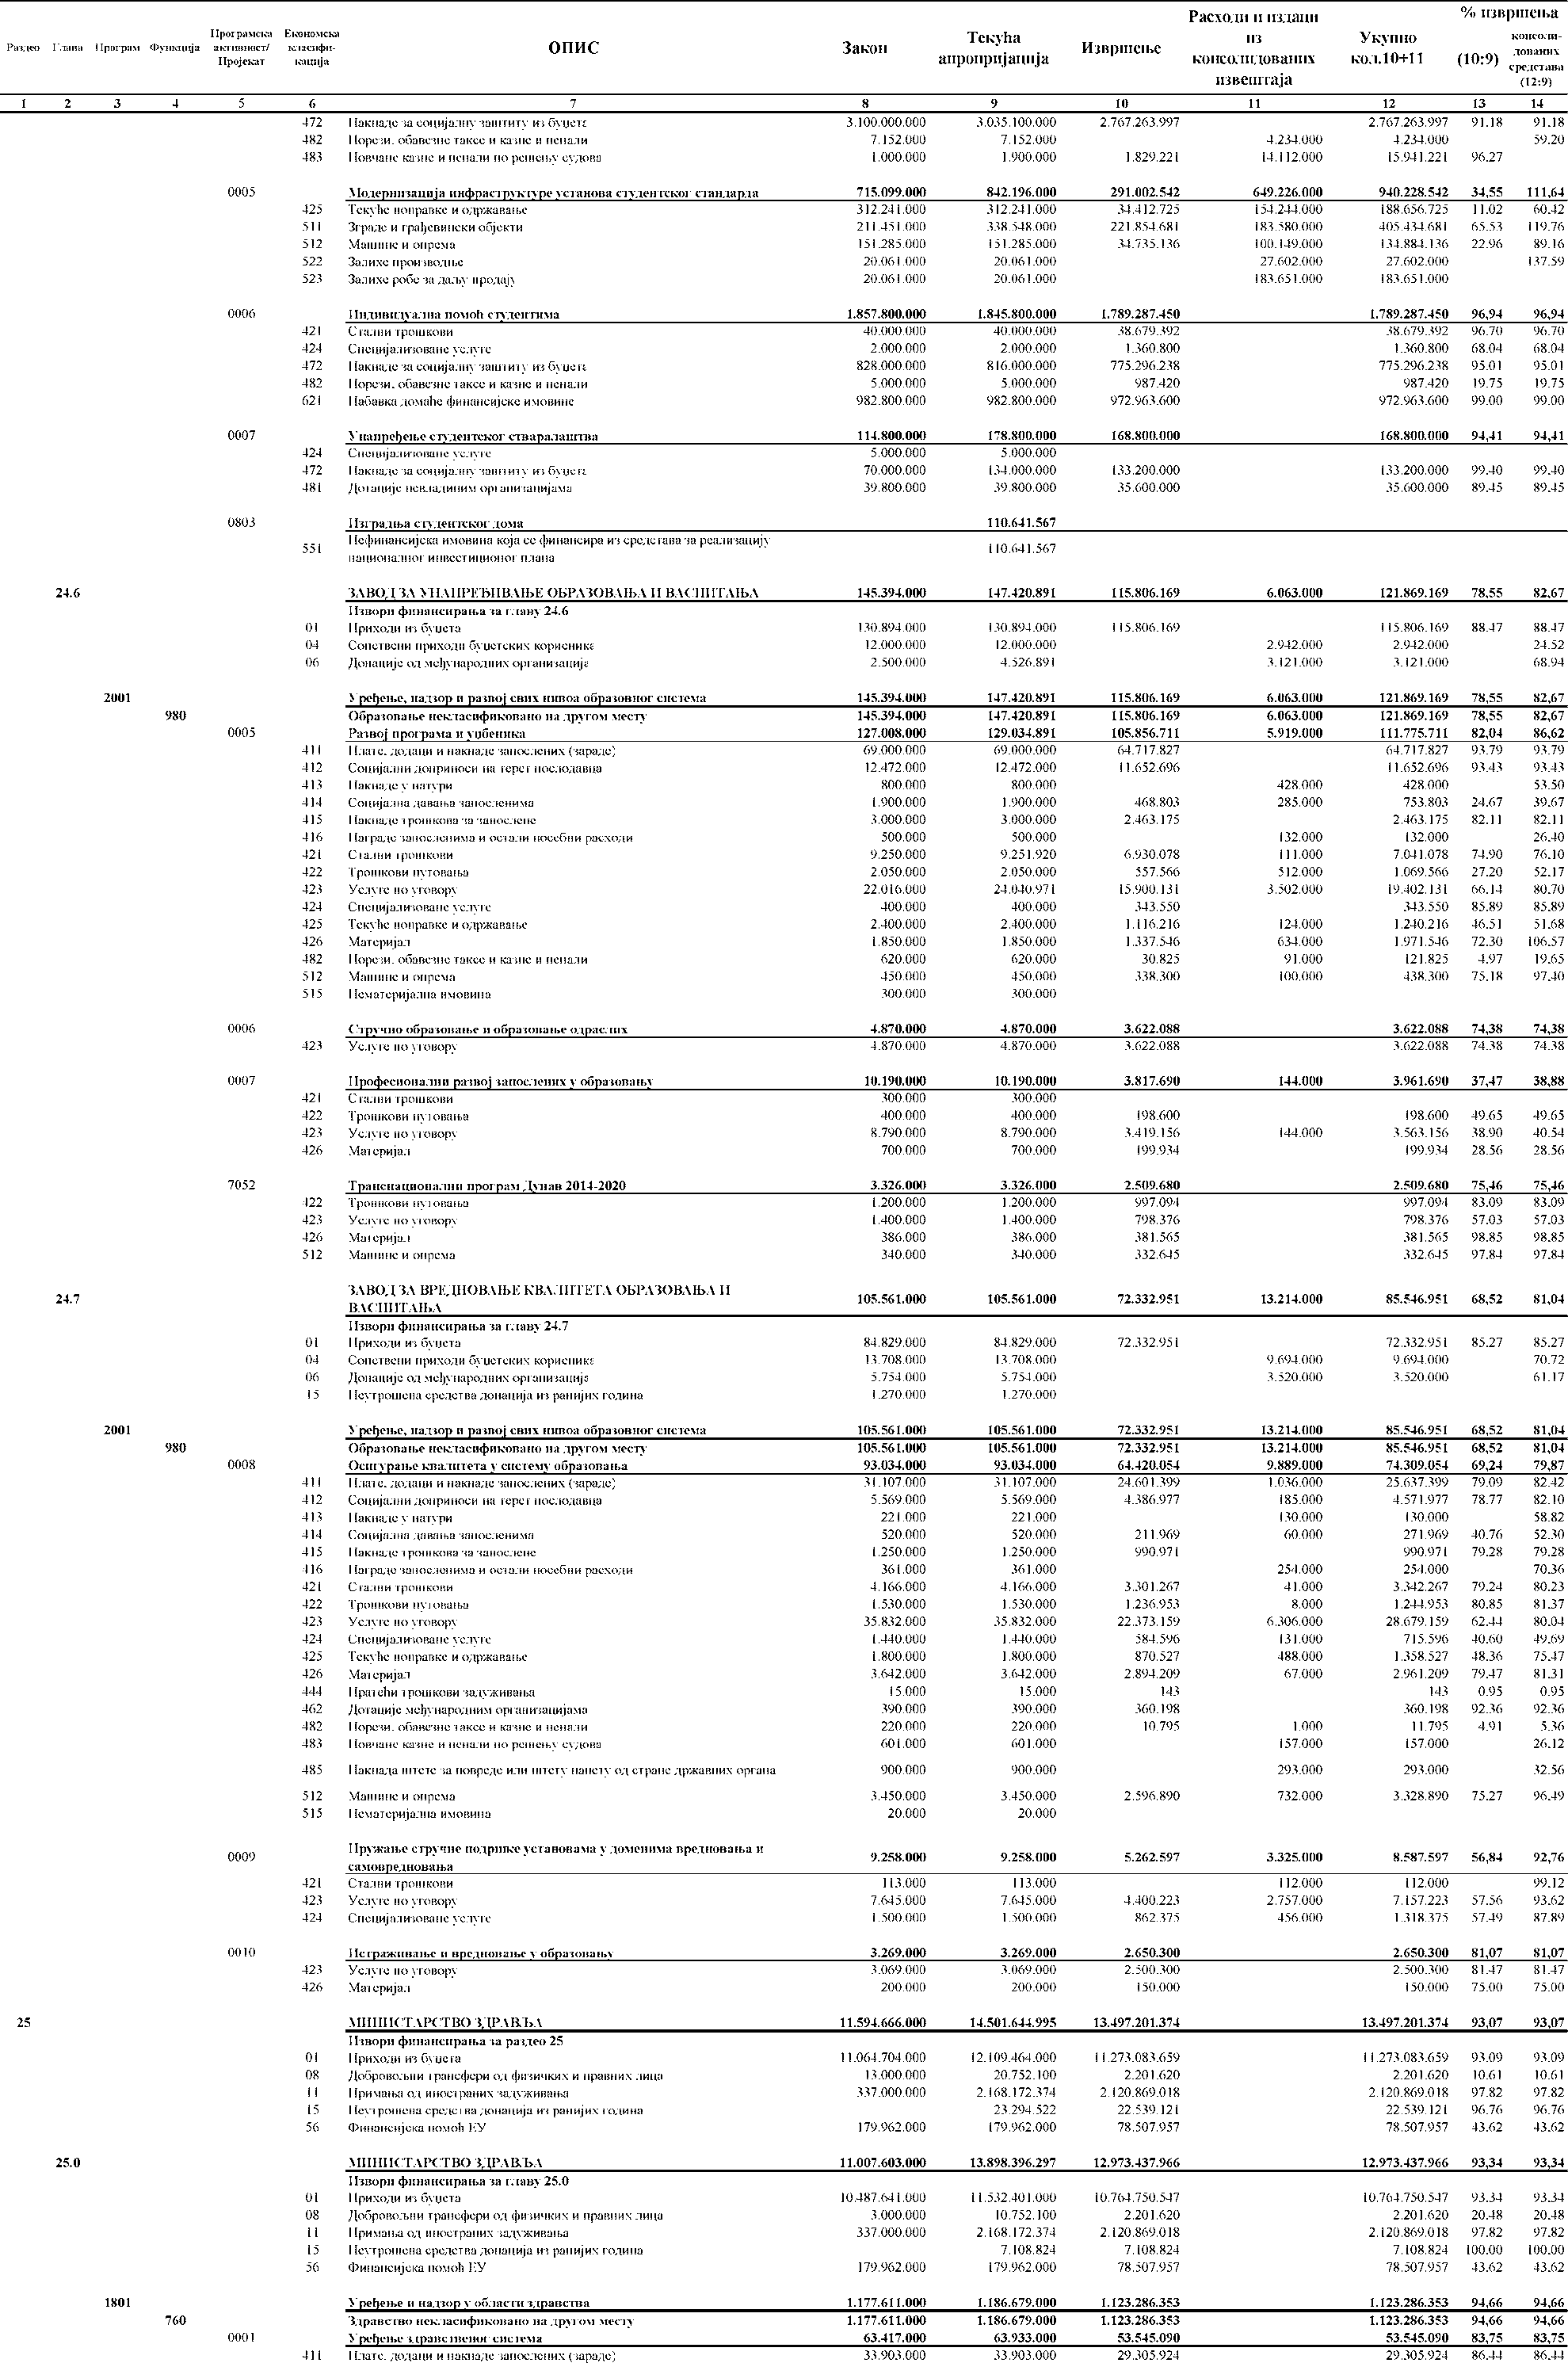 Раздео Глава Програм Функција Програмска активност/ Пројекат Економска класифи- кација ОПИС Закон Текућа апропријација Извршење Расходи и издаци из консолидованих извештаја Укупно кол.10+11 % извршења (10:9) консоли- дованих средстава (12:9)
1 2 3 4 5 6 7 8 9 10 11 12 13 14
472 Накнаде за социјалну заштиту из буџета 3.100.000.000 3.035.100.000 2.767.263.997 2.767.263.997 91.18 91.18
482 Порези, обавезне таксе и казне и пенали 7.152.000 7.152.000 4.234.000 4.234.000 59.20
483 Новчане казне и пенали по решењу судова 1.000.000 1.900.000 1.829.221 14.112.000 15.941.221 96.27
0005 Модернизација инфраструктуре установа студентског стандарда 715.099.000 842.196.000 291.002.542 649.226.000 940.228.542 34,55 111,64
425 Текуће поправке и одржавање 312.241.000 312.241.000 34.412.725 154.244.000 188.656.725 11.02 60.42
511 Зграде и грађевински објекти 211.451.000 338.548.000 221.854.681 183.580.000 405.434.681 65.53 119.76
512 Машине и опрема 151.285.000 151.285.000 34.735.136 100.149.000 134.884.136 22.96 89.16
522 Залихе производње 20.061.000 20.061.000 27.602.000 27.602.000 137.59
523 Залихе робе за даљу продају 20.061.000 20.061.000 183.651.000 183.651.000
0006 Индивидуална помоћ студентима 1.857.800.000 1.845.800.000 1.789.287.450 1.789.287.450 96,94 96,94
421 Стални трошкови 40.000.000 40.000.000 38.679.392 38.679.392 96.70 96.70
424 Специјализоване услуге 2.000.000 2.000.000 1.360.800 1.360.800 68.04 68.04
472 Накнаде за социјалну заштиту из буџета 828.000.000 816.000.000 775.296.238 775.296.238 95.01 95.01
482 Порези, обавезне таксе и казне и пенали 5.000.000 5.000.000 987.420 987.420 19.75 19.75
621 Набавка домаће финансијске имовине 982.800.000 982.800.000 972.963.600 972.963.600 99.00 99.00
0007 Унапређење студентског стваралаштва 114.800.000 178.800.000 168.800.000 168.800.000 94,41 94,41
424 Специјализоване услуге 5.000.000 5.000.000
472 Накнаде за социјалну заштиту из буџета 70.000.000 134.000.000 133.200.000 133.200.000 99.40 99.40
481 Дотације невладиним организацијама 39.800.000 39.800.000 35.600.000 35.600.000 89.45 89.45
0803 Изградња студентског дома 110.641.567
551 Нефинансијска имовина која се финансира из средстава за реализацију националног инвестиционог плана 110.641.567
24.6 ЗАВОД ЗА УНАПРЕЂИВАЊЕ ОБРАЗОВАЊА И ВАСПИТАЊА 145.394.000 147.420.891 115.806.169 6.063.000 121.869.169 78,55 82,67
Извори финансирања за главу 24.6
01 Приходи из буџета 130.894.000 130.894.000 115.806.169 115.806.169 88.47 88.47
04 Сопствени приходи буџетских корисника 12.000.000 12.000.000 2.942.000 2.942.000 24.52
06 Донације од међународних организација 2.500.000 4.526.891 3.121.000 3.121.000 68.94
2001 Уређење, надзор и развој свих нивоа образовног система 145.394.000 147.420.891 115.806.169 6.063.000 121.869.169 78,55 82,67
980 Образовање некласификовано на другом месту 145.394.000 147.420.891 115.806.169 6.063.000 121.869.169 78,55 82,67
0005 Развој програма и уџбеника 127.008.000 129.034.891 105.856.711 5.919.000 111.775.711 82,04 86,62
411 Плате, додаци и накнаде запослених (зараде) 69.000.000 69.000.000 64.717.827 64.717.827 93.79 93.79
412 Социјални доприноси на терет послодавца 12.472.000 12.472.000 11.652.696 11.652.696 93.43 93.43
413 Накнаде у натури 800.000 800.000 428.000 428.000 53.50
414 Социјална давања запосленима 1.900.000 1.900.000 468.803 285.000 753.803 24.67 39.67
415 Накнаде трошкова за запослене 3.000.000 3.000.000 2.463.175 2.463.175 82.11 82.11
416 Награде запосленима и остали посебни расходи 500.000 500.000 132.000 132.000 26.40
421 Стални трошкови 9.250.000 9.251.920 6.930.078 111.000 7.041.078 74.90 76.10
422 Трошкови путовања 2.050.000 2.050.000 557.566 512.000 1.069.566 27.20 52.17
423 Услуге по уговору 22.016.000 24.040.971 15.900.131 3.502.000 19.402.131 66.14 80.70
424 Специјализоване услуге 400.000 400.000 343.550 343.550 85.89 85.89
425 Текуће поправке и одржавање 2.400.000 2.400.000 1.116.216 124.000 1.240.216 46.51 51.68
426 Материјал 1.850.000 1.850.000 1.337.546 634.000 1.971.546 72.30 106.57
482 Порези, обавезне таксе и казне и пенали 620.000 620.000 30.825 91.000 121.825 4.97 19.65
512 Машине и опрема 450.000 450.000 338.300 100.000 438.300 75.18 97.40
515 Нематеријална имовина 300.000 300.000
0006 Стручно образовање и образовање одраслих 4.870.000 4.870.000 3.622.088 3.622.088 74,38 74,38
423 Услуге по уговору 4.870.000 4.870.000 3.622.088 3.622.088 74.38 74.38
0007 Професионални развој запослених у образовању 10.190.000 10.190.000 3.817.690 144.000 3.961.690 37,47 38,88
421 Стални трошкови 300.000 300.000
422 Трошкови путовања 400.000 400.000 198.600 198.600 49.65 49.65
423 Услуге по уговору 8.790.000 8.790.000 3.419.156 144.000 3.563.156 38.90 40.54
426 Материјал 700.000 700.000 199.934 199.934 28.56 28.56
7052 Транснационални програм Дунав 2014-2020 3.326.000 3.326.000 2.509.680 2.509.680 75,46 75,46
422 Трошкови путовања 1.200.000 1.200.000 997.094 997.094 83.09 83.09
423 Услуге по уговору 1.400.000 1.400.000 798.376 798.376 57.03 57.03
426 Материјал 386.000 386.000 381.565 381.565 98.85 98.85
512 Машине и опрема 340.000 340.000 332.645 332.645 97.84 97.84
24.7 ЗАВОД ЗА ВРЕДНОВАЊЕ КВАЛИТЕТА ОБРАЗОВАЊА И ВАСПИТАЊА 105.561.000 105.561.000 72.332.951 13.214.000 85.546.951 68,52 81,04
Извори финансирања за главу 24.7
01 Приходи из буџета 84.829.000 84.829.000 72.332.951 72.332.951 85.27 85.27
04 Сопствени приходи буџетских корисника 13.708.000 13.708.000 9.694.000 9.694.000 70.72
06 Донације од међународних организација 5.754.000 5.754.000 3.520.000 3.520.000 61.17
15 Неутрошена средства донација из ранијих година 1.270.000 1.270.000
2001 Уређење, надзор и развој свих нивоа образовног система 105.561.000 105.561.000 72.332.951 13.214.000 85.546.951 68,52 81,04
980 Образовање некласификовано на другом месту 105.561.000 105.561.000 72.332.951 13.214.000 85.546.951 68,52 81,04
0008 Осигурање квалитета у систему образовања 93.034.000 93.034.000 64.420.054 9.889.000 74.309.054 69,24 79,87
411 Плате, додаци и накнаде запослених (зараде) 31.107.000 31.107.000 24.601.399 1.036.000 25.637.399 79.09 82.42
412 Социјални доприноси на терет послодавца 5.569.000 5.569.000 4.386.977 185.000 4.571.977 78.77 82.10
413 Накнаде у натури 221.000 221.000 130.000 130.000 58.82
414 Социјална давања запосленима 520.000 520.000 211.969 60.000 271.969 40.76 52.30
415 Накнаде трошкова за запослене 1.250.000 1.250.000 990.971 990.971 79.28 79.28
416 Награде запосленима и остали посебни расходи 361.000 361.000 254.000 254.000 70.36
421 Стални трошкови 4.166.000 4.166.000 3.301.267 41.000 3.342.267 79.24 80.23
422 Трошкови путовања 1.530.000 1.530.000 1.236.953 8.000 1.244.953 80.85 81.37
423 Услуге по уговору 35.832.000 35.832.000 22.373.159 6.306.000 28.679.159 62.44 80.04
424 Специјализоване услуге 1.440.000 1.440.000 584.596 131.000 715.596 40.60 49.69
425 Текуће поправке и одржавање 1.800.000 1.800.000 870.527 488.000 1.358.527 48.36 75.47
426 Материјал 3.642.000 3.642.000 2.894.209 67.000 2.961.209 79.47 81.31
444 Пратећи трошкови задуживања 15.000 15.000 143 143 0.95 0.95
462 Дотације међународним организацијама 390.000 390.000 360.198 360.198 92.36 92.36
482 Порези, обавезне таксе и казне и пенали 220.000 220.000 10.795 1.000 11.795 4.91 5.36
483 Новчане казне и пенали по решењу судова 601.000 601.000 157.000 157.000 26.12
485 Накнада штете за повреде или штету нанету од стране државних органа 900.000 900.000 293.000 293.000 32.56
512 Машине и опрема 3.450.000 3.450.000 2.596.890 732.000 3.328.890 75.27 96.49
515 Нематеријална имовина 20.000 20.000
0009 Пружање стручне подршке установама у доменима вредновања и самовредновања 9.258.000 9.258.000 5.262.597 3.325.000 8.587.597 56,84 92,76
421 Стални трошкови 113.000 113.000 112.000 112.000 99.12
423 Услуге по уговору 7.645.000 7.645.000 4.400.223 2.757.000 7.157.223 57.56 93.62
424 Специјализоване услуге 1.500.000 1.500.000 862.375 456.000 1.318.375 57.49 87.89
0010 Истраживање и вредновање у образовању 3.269.000 3.269.000 2.650.300 2.650.300 81,07 81,07
423 Услуге по уговору 3.069.000 3.069.000 2.500.300 2.500.300 81.47 81.47
426 Материјал 200.000 200.000 150.000 150.000 75.00 75.00
25 МИНИСТАРСТВО ЗДРАВЉА 11.594.666.000 14.501.644.995 13.497.201.374 13.497.201.374 93,07 93,07
Извори финансирања за раздео 25
01 Приходи из буџета 11.064.704.000 12.109.464.000 11.273.083.659 11.273.083.659 93.09 93.09
08 Добровољни трансфери од физичких и правних лица 13.000.000 20.752.100 2.201.620 2.201.620 10.61 10.61
11 Примања од иностраних задуживања 337.000.000 2.168.172.374 2.120.869.018 2.120.869.018 97.82 97.82
15 Неутрошена средства донација из ранијих година 23.294.522 22.539.121 22.539.121 96.76 96.76
56 Финансијска помоћ ЕУ 179.962.000 179.962.000 78.507.957 78.507.957 43.62 43.62
25.0 МИНИСТАРСТВО ЗДРАВЉА 11.007.603.000 13.898.396.297 12.973.437.966 12.973.437.966 93,34 93,34
Извори финансирања за главу 25.0
01 Приходи из буџета 10.487.641.000 11.532.401.000 10.764.750.547 10.764.750.547 93.34 93.34
08 Добровољни трансфери од физичких и правних лица 3.000.000 10.752.100 2.201.620 2.201.620 20.48 20.48
11 Примања од иностраних задуживања 337.000.000 2.168.172.374 2.120.869.018 2.120.869.018 97.82 97.82
15 Неутрошена средства донација из ранијих година 7.108.824 7.108.824 7.108.824 100.00 100.00
56 Финансијска помоћ ЕУ 179.962.000 179.962.000 78.507.957 78.507.957 43.62 43.62
1801 Уређење и надзор у области здравства 1.177.611.000 1.186.679.000 1.123.286.353 1.123.286.353 94,66 94,66
760 Здравство некласификовано на другом месту 1.177.611.000 1.186.679.000 1.123.286.353 1.123.286.353 94,66 94,66
0001 Уређење здравственог система 63.417.000 63.933.000 53.545.090 53.545.090 83,75 83,75
411 Плате, додаци и накнаде запослених (зараде) 33.903.000 33.903.000 29.305.924 29.305.924 86.44 86.44